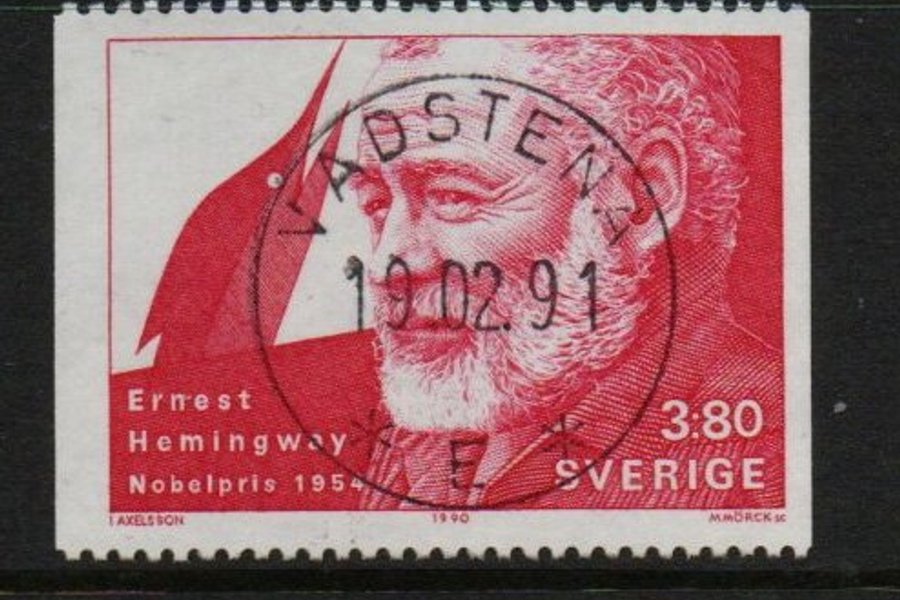 VADSTENA
19.02.91
* E *
Ernest
Hemingway
Nobelpris 1954
3:80
SVERIGE
I AXELSSON
1990
M.MÖRCK SC